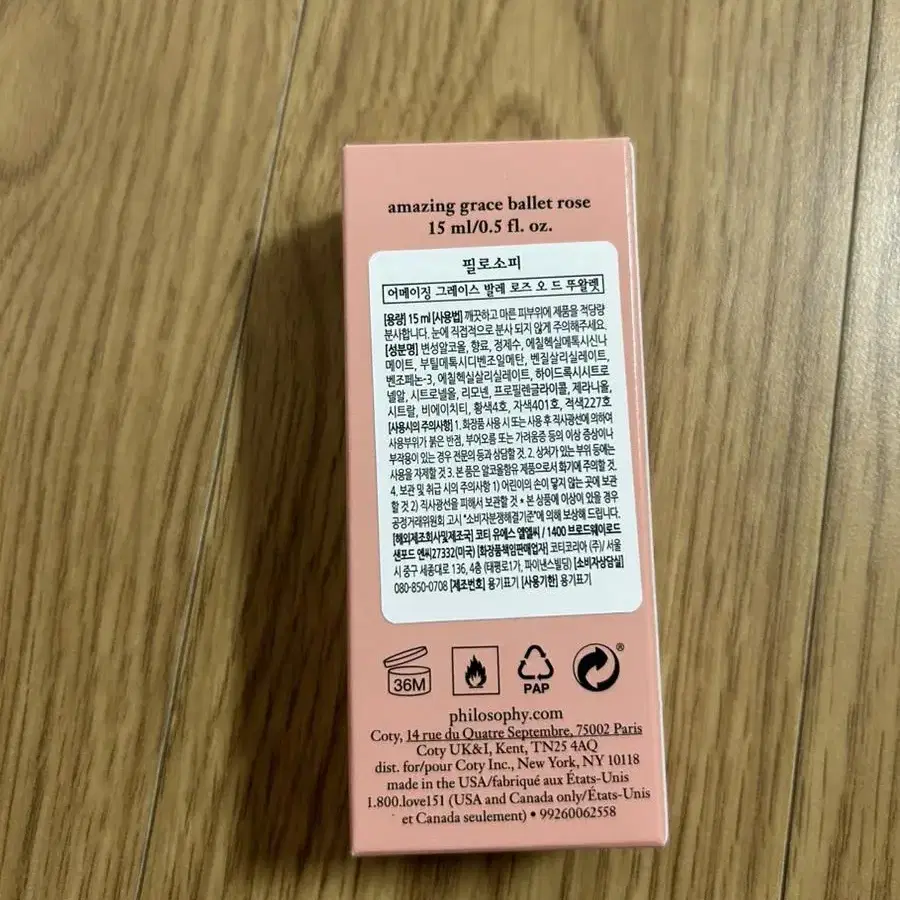 amazing grace ballet rose
15 ml/0.5 fl. oz.
필로소피
어메이징 그레이스 발레 로즈 오 드 뚜왈렛
[용량] 15 ml [사용법] 깨끗하고 마른 피부위에 제품을 적당량
분사합니다. 눈에 직접적으로 분사 되지 않게 주의해주세요.
[성분명] 변성알코올, 향료, 정제수, 에칠헥실메톡시신나
메이트, 부틸메톡시디벤조일메탄, 벤질살리실레이트,
벤조페논-3, 에칠헥실살리실레이트, 하이드록시시트로
넬알, 시트로넬올, 리모넨, 프로필렌글라이콜, 제라니올,
시트랄, 비에이치티, 황색4호, 자색401호, 적색227호
[사용시의 주의사항] 1. 화장품 사용 시 또는 사용 후 직사광선에 의하여
사용부위가 붉은 반점, 부어오름 또는 가려움증 등의 이상 증상이나
부작용이 있는 경우 전문의 등과 상담할 것. 2. 상처가 있는 부위 등에는
사용을 자제할 것 3. 본 품은 알코올함유 제품으로서 화기에 주의할 것.
4. 보관 및 취급 시의 주의사항 1) 어린이의 손이 닿지 않는 곳에 보관
할 것 2) 직사광선을 피해서 보관할 것 * 본 상품에 이상이 있을 경우
공정거래위원회 고시 "소비자분쟁해결기준"에 의해 보상해 드립니다.
[해외제조회사및제조국] 코티 유에스 엘엘씨 / 1400 브로드웨이로드
샌포드 엔씨27332(미국) [화장품책임판매업자] 코티코리아 (주)/ 서울
시 중구 세종대로 136, 4층 (태평로1가, 파이낸스빌딩) [소비자상담실]
080-850-0708 [제조번호] 용기표기 [사용기한] 용기표기
36M
PAP
®
philosophy.com
Coty, 14 rue du Quatre Septembre, 75002 Paris
Coty UK&I, Kent, TN25 4AQ
dist. for/pour Coty Inc., New York, NY 10118
made in the USA/fabriqué aux États-Unis
1.800.love151 (USA and Canada only/États-Unis
et Canada seulement) • 99260062558